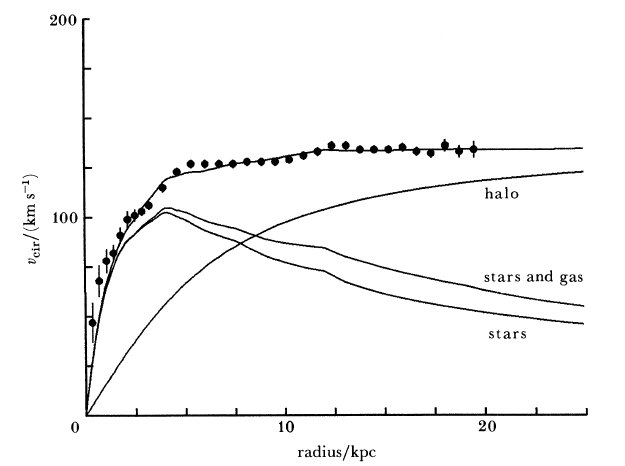 200
100
v_cir/(km s⁻¹)
halo
stars and gas
stars
0
10
20
radius/kpc